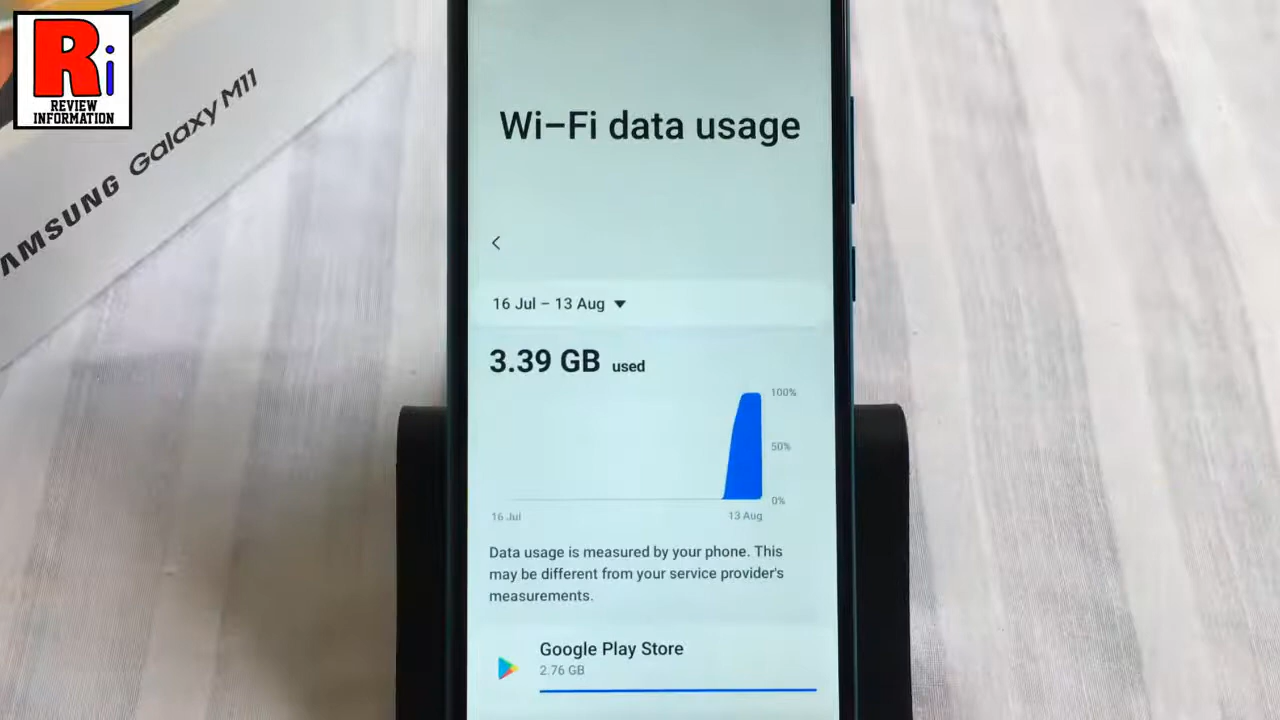 Ri
REVIEW
INFORMATION
AMSUNG Galaxy M11
Wi-Fi data usage
16 Jul – 13 Aug
3.39 GB used
100%
50%
0%
16 Jul
13 Aug
Data usage is measured by your phone. This
may be different from your service provider's
measurements.
Google Play Store
2.76 GB